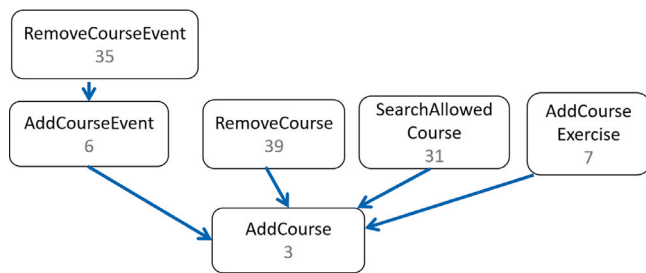 RemoveCourseEvent
35
AddCourseEvent
6
RemoveCourse
39
SearchAllowed
Course
31
AddCourse
Exercise
7
AddCourse
3